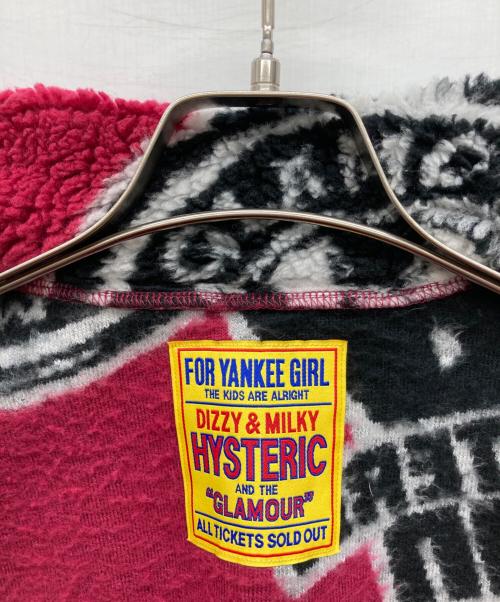 FOR YANKEE GIRL
THE KIDS ARE ALRIGHT
DIZZY & MILKY
HYSTERIC
AND THE
"GLAMOUR"
ALL TICKETS SOLD OUT